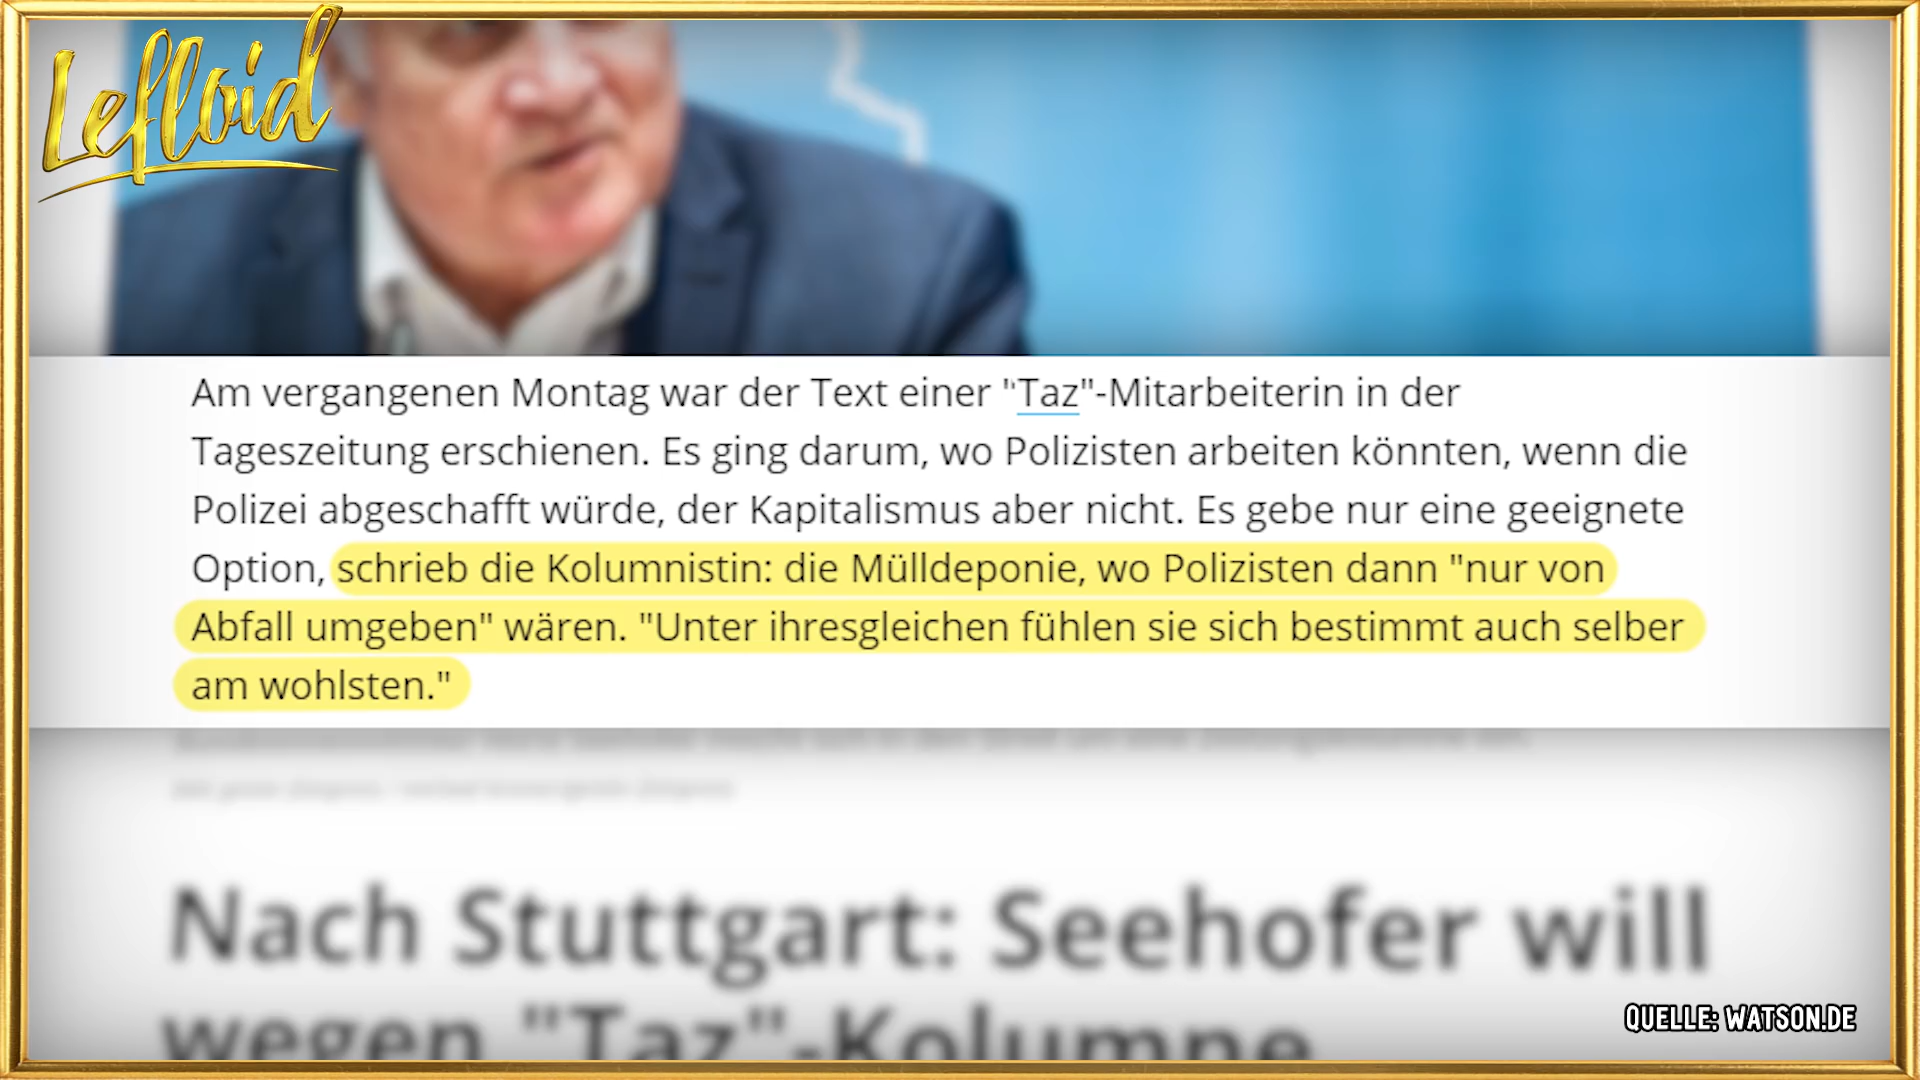 Lefloid
Am vergangenen Montag war der Text einer "Taz"-Mitarbeiterin in der
Tageszeitung erschienen. Es ging darum, wo Polizisten arbeiten könnten, wenn die
Polizei abgeschafft würde, der Kapitalismus aber nicht. Es gebe nur eine geeignete
Option, schrieb die Kolumnistin: die Mülldeponie, wo Polizisten dann "nur von
Abfall umgeben" wären. "Unter ihresgleichen fühlen sie sich bestimmt auch selber
am wohlsten."
Nach Stuttgart: Seehofer will
wegen "Taz"-Kolumne
QUELLE: WATSON.DE